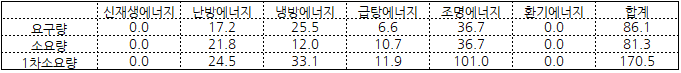 신재생에너지 난방에너지 냉방에너지 급탕에너지 조명에너지 환기에너지 합계
요구량 0.0 17.2 25.5 6.6 36.7 0.0 86.1
소요량 0.0 21.8 12.0 10.7 36.7 0.0 81.3
1차소요량 0.0 24.5 33.1 11.9 101.0 0.0 170.5